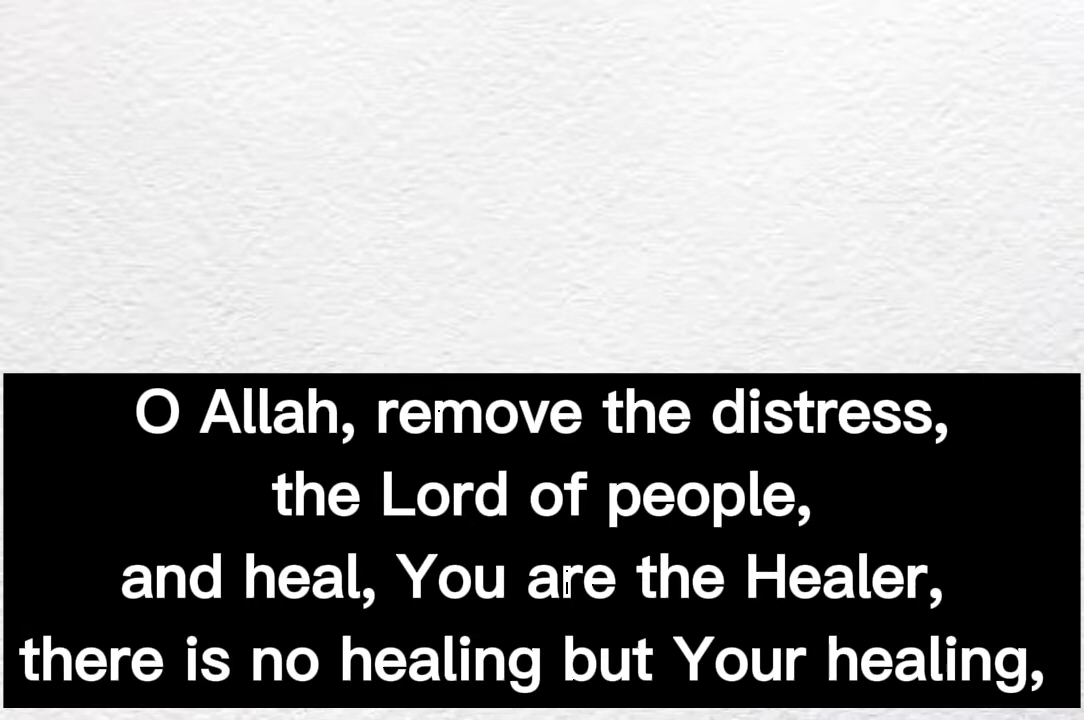 O Allah, remove the distress,
the Lord of people,
and heal, You are the Healer,
there is no healing but Your healing,